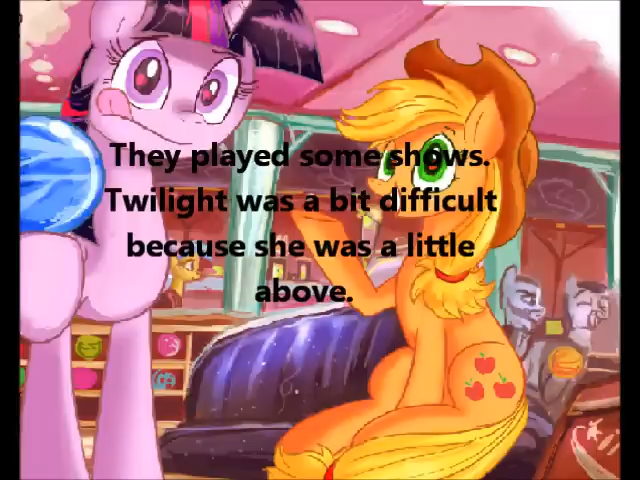 They played some shows.
Twilight was a bit difficult
because she was a little
above.